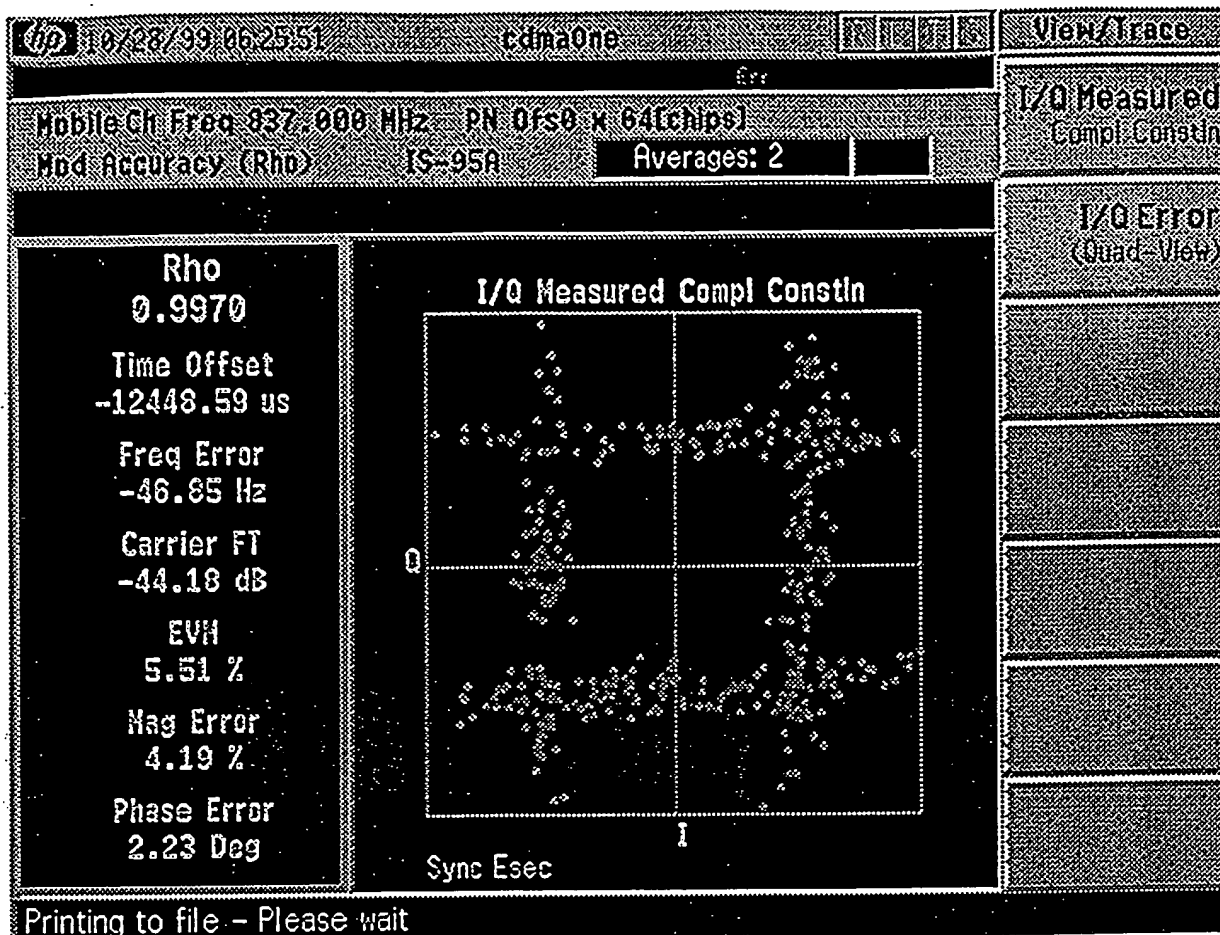 hp 10/28/99 06:25:51 cdmaOne
View/Trace
Err
Mobile Ch Freq 837.000 MHz PN Ofs0 x 64[chips]
Mod Accuracy (Rho) IS-95A Averages: 2
I/Q Measured
Compl Constln
I/Q Error
(Quad-View)
Rho
0.9970
Time Offset
-12448.59 us
Freq Error
-46.85 Hz
Carrier FT
-44.18 dB
EVM
5.51 %
Mag Error
4.19 %
Phase Error
2.23 Deg
I/Q Measured Compl Constln
Q
I
Sync Esec
Printing to file - Please wait